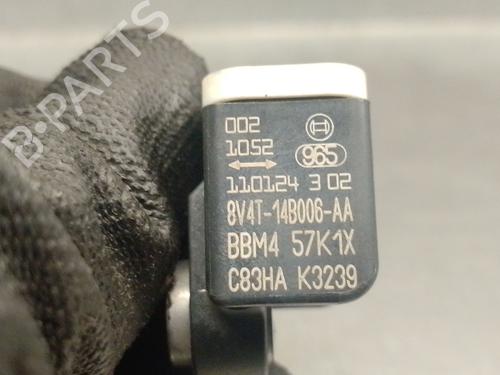 002
1052
965
110124 3 02
8V4T-14B006-AA
BBM4 57K1X
C83HA K3239
B-PARTS